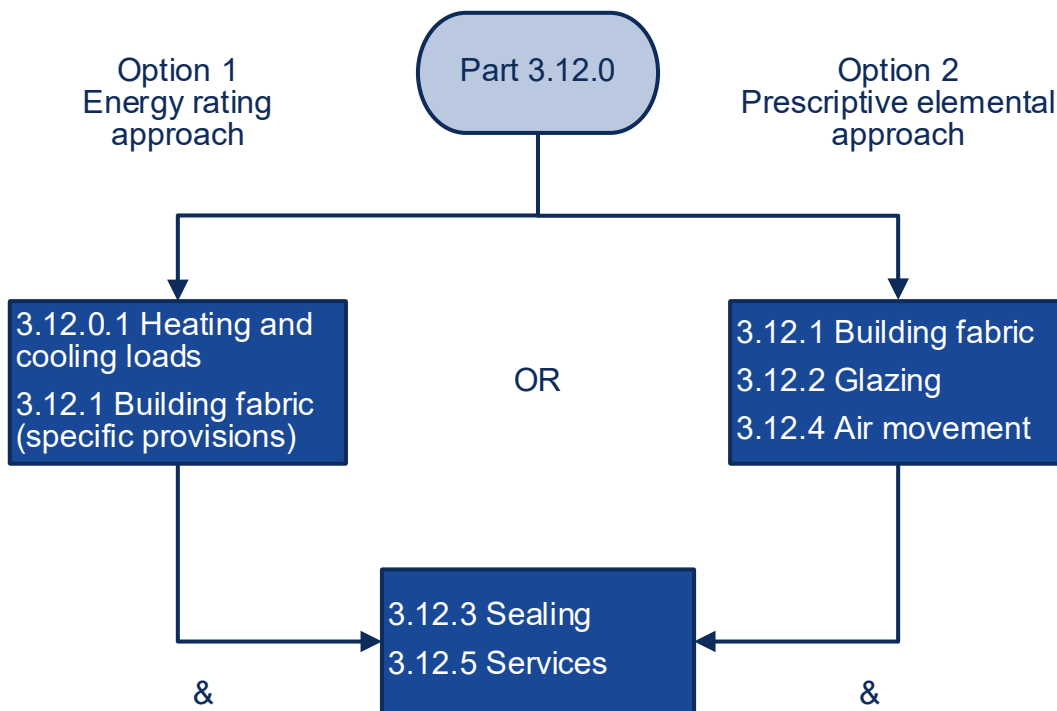 Option 1
Energy rating
approach
Part 3.12.0
Option 2
Prescriptive elemental
approach
3.12.0.1 Heating and
cooling loads
3.12.1 Building fabric
(specific provisions)
OR
3.12.1 Building fabric
3.12.2 Glazing
3.12.4 Air movement
3.12.3 Sealing
3.12.5 Services
&
&